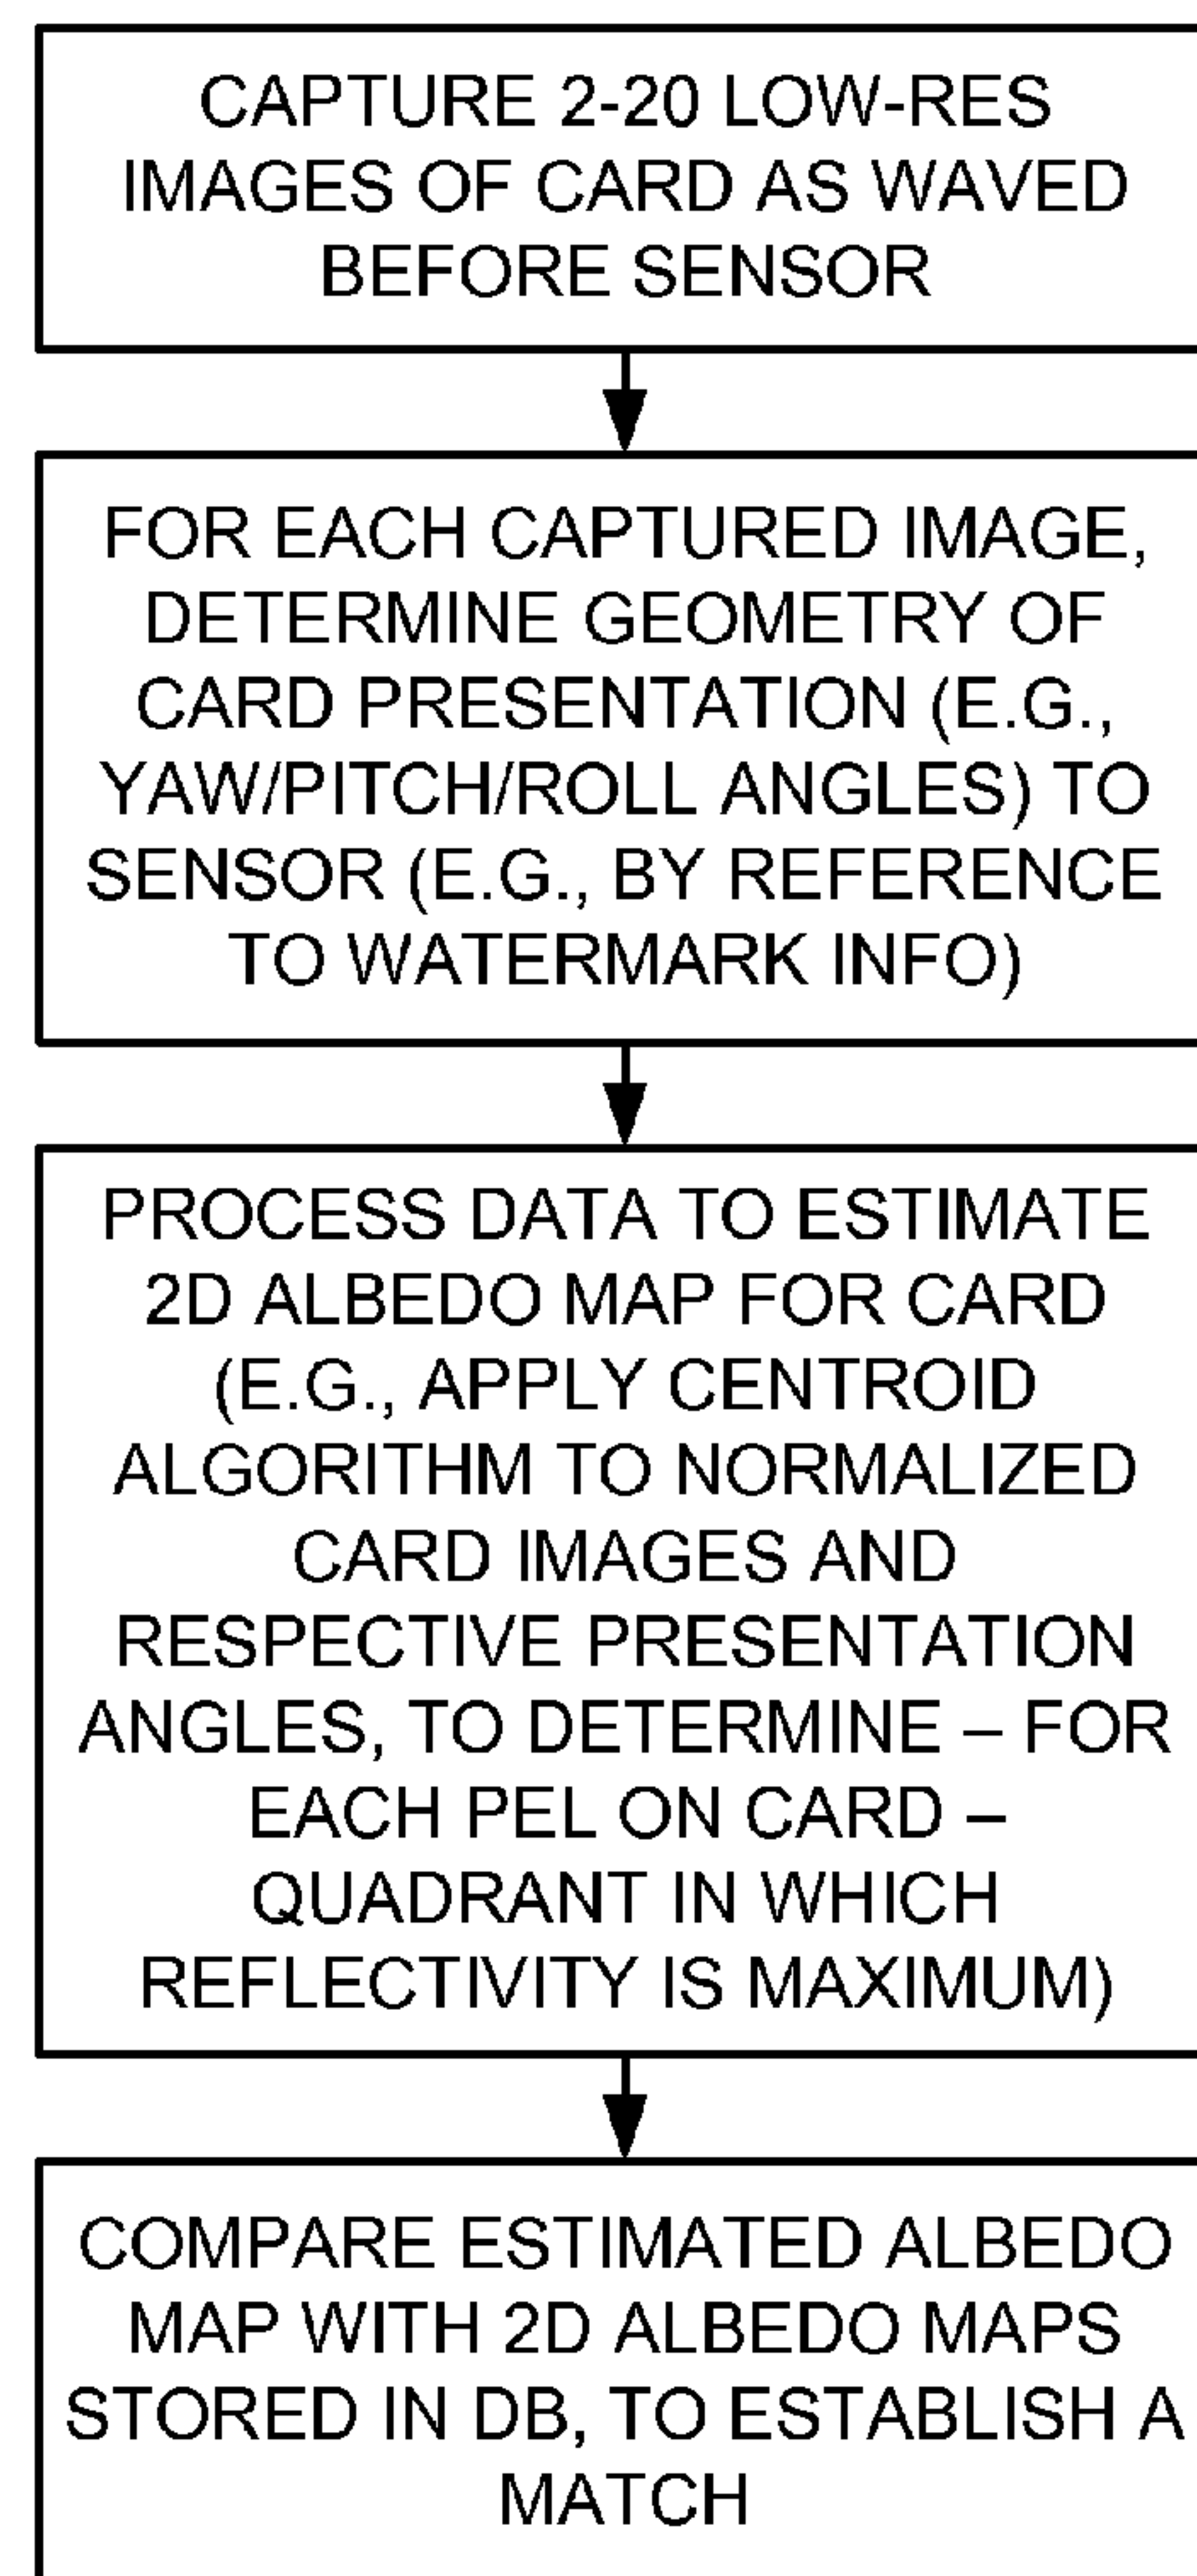 CAPTURE 2-20 LOW-RES
IMAGES OF CARD AS WAVED
BEFORE SENSOR
FOR EACH CAPTURED IMAGE,
DETERMINE GEOMETRY OF
CARD PRESENTATION (E.G.,
YAW/PITCH/ROLL ANGLES) TO
SENSOR (E.G., BY REFERENCE
TO WATERMARK INFO)
PROCESS DATA TO ESTIMATE
2D ALBEDO MAP FOR CARD
(E.G., APPLY CENTROID
ALGORITHM TO NORMALIZED
CARD IMAGES AND
RESPECTIVE PRESENTATION
ANGLES, TO DETERMINE – FOR
EACH PEL ON CARD –
QUADRANT IN WHICH
REFLECTIVITY IS MAXIMUM)
COMPARE ESTIMATED ALBEDO
MAP WITH 2D ALBEDO MAPS
STORED IN DB, TO ESTABLISH A
MATCH